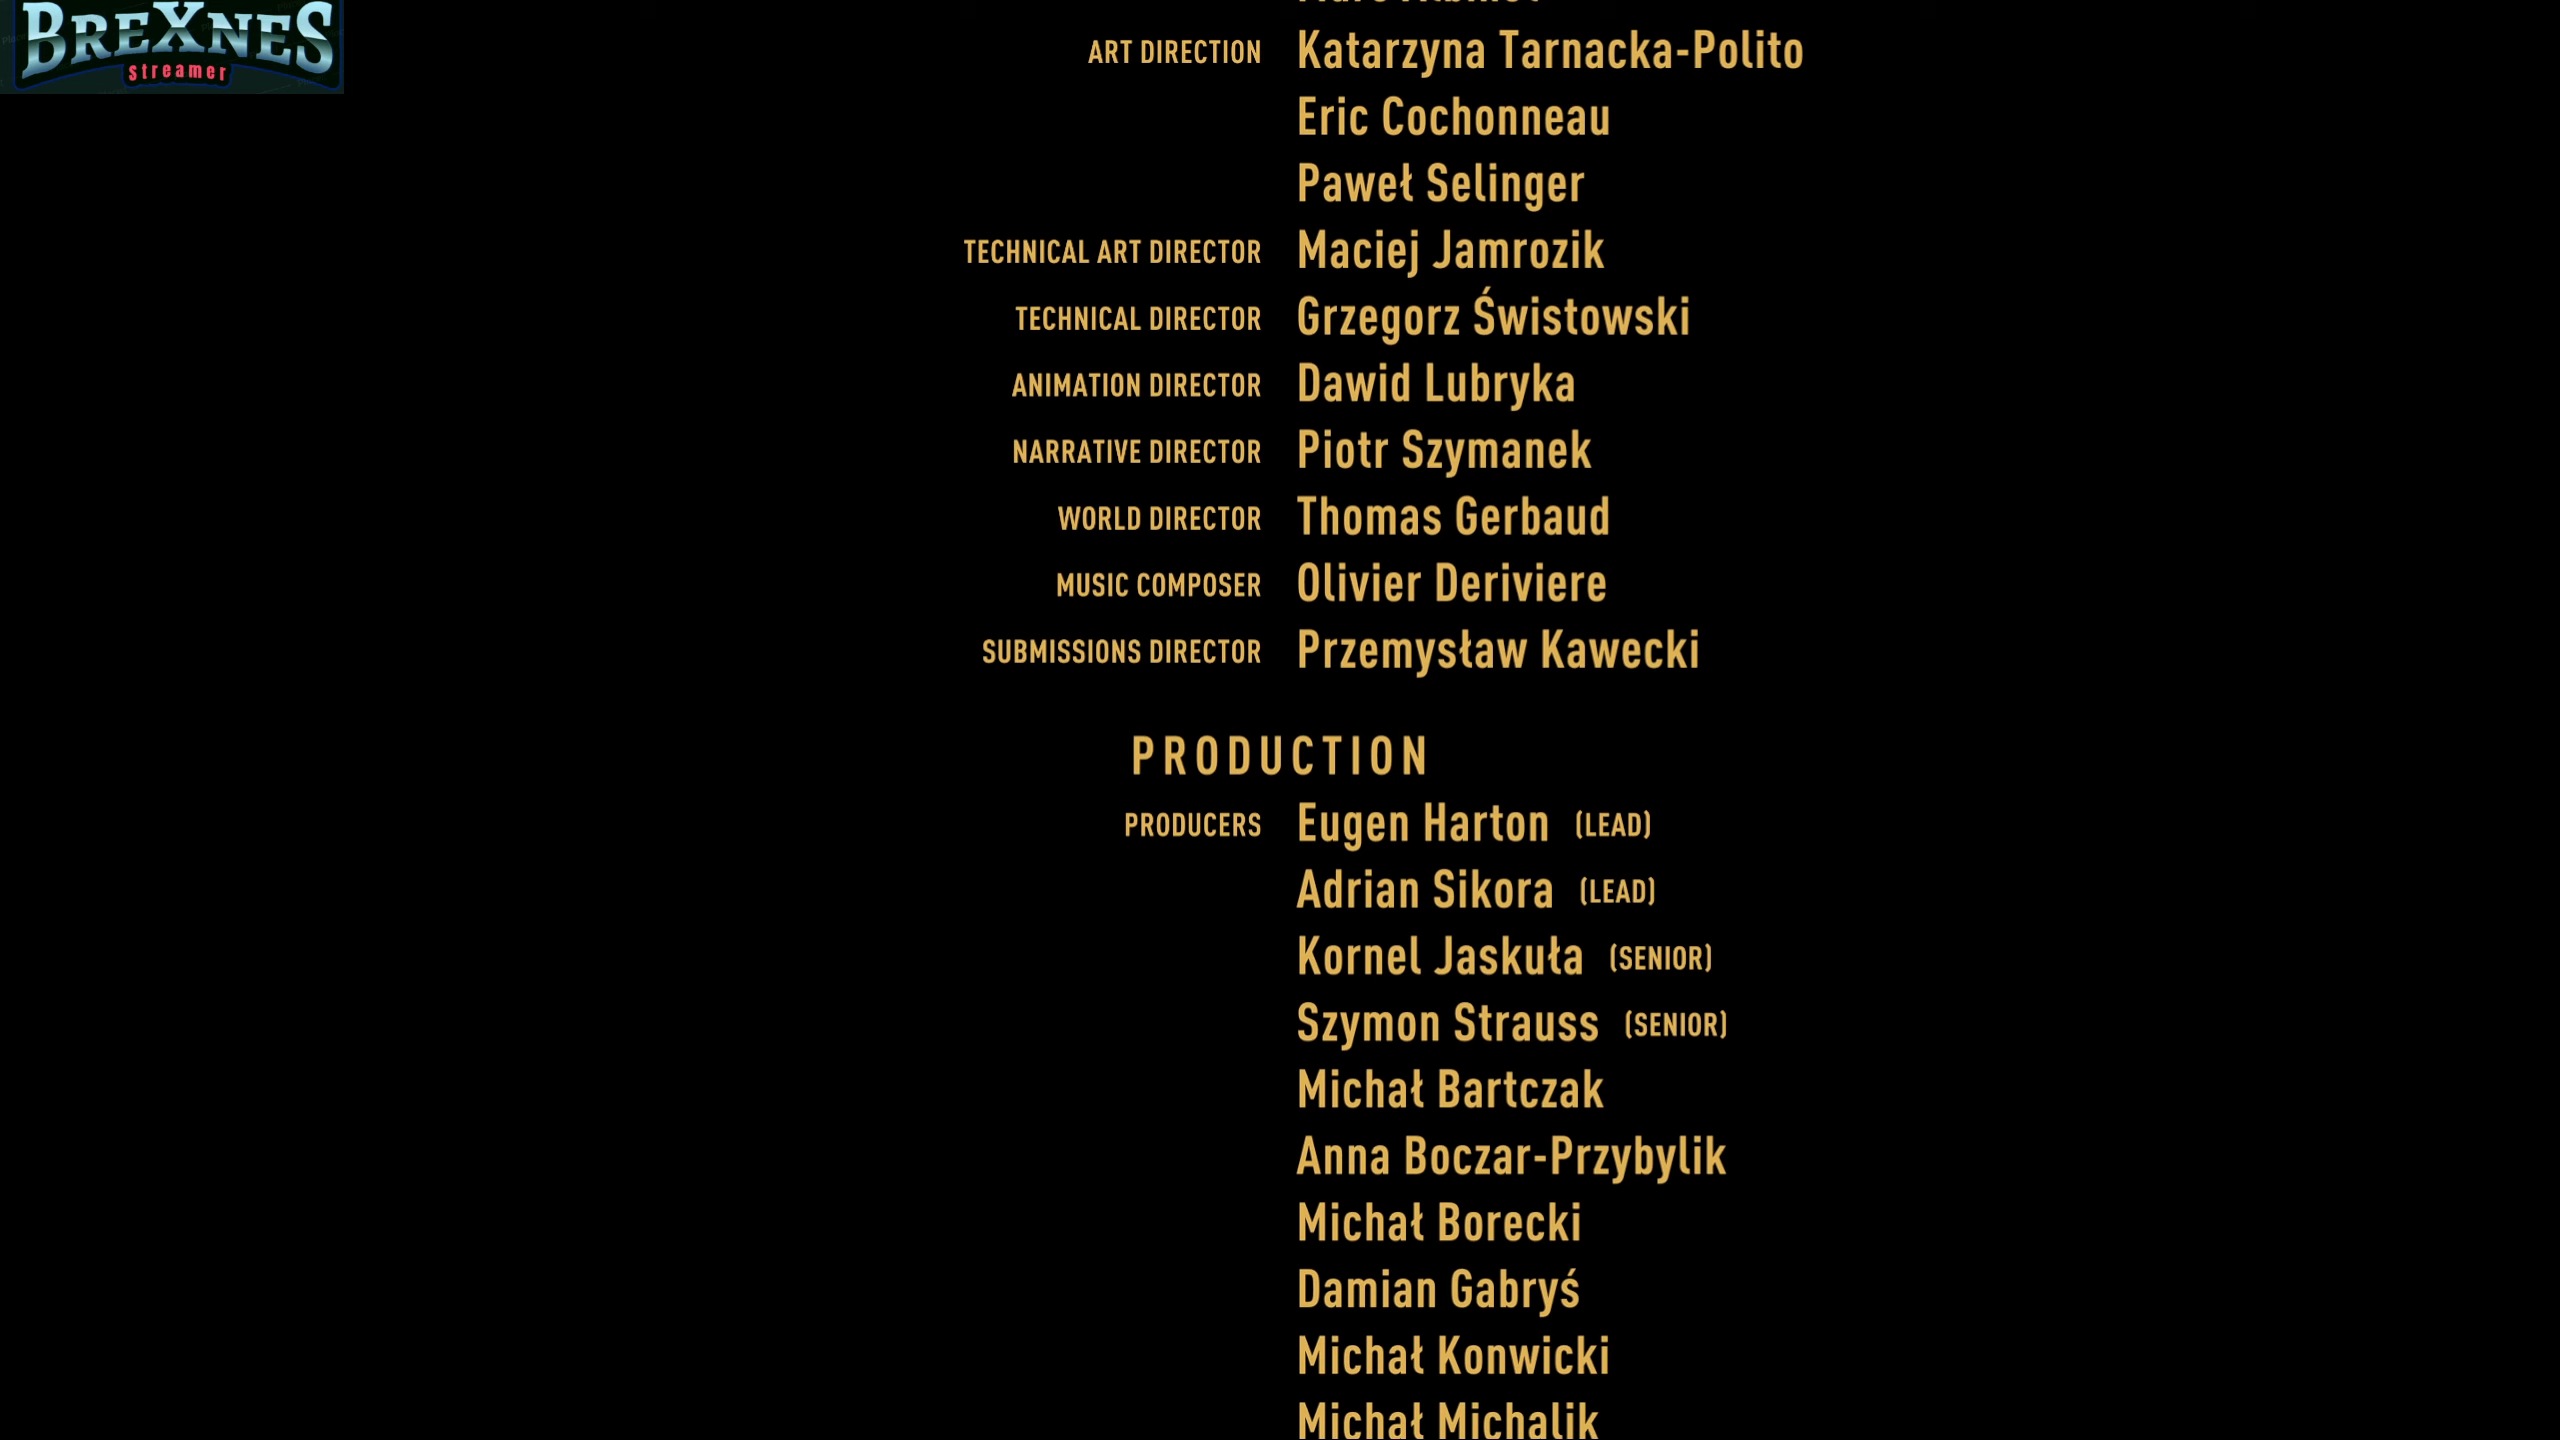 BREXNES
streamer
ART DIRECTION Katarzyna Tarnacka-Polito
Eric Cochonneau
Paweł Selinger
TECHNICAL ART DIRECTOR Maciej Jamrozik
TECHNICAL DIRECTOR Grzegorz Świstowski
ANIMATION DIRECTOR Dawid Lubryka
NARRATIVE DIRECTOR Piotr Szymanek
WORLD DIRECTOR Thomas Gerbaud
MUSIC COMPOSER Olivier Deriviere
SUBMISSIONS DIRECTOR Przemysław Kawecki
PRODUCTION
PRODUCERS Eugen Harton (LEAD)
Adrian Sikora (LEAD)
Kornel Jaskuła (SENIOR)
Szymon Strauss (SENIOR)
Michał Bartczak
Anna Boczar-Przybylik
Michał Borecki
Damian Gabryś
Michał Konwicki
Michał Michalik